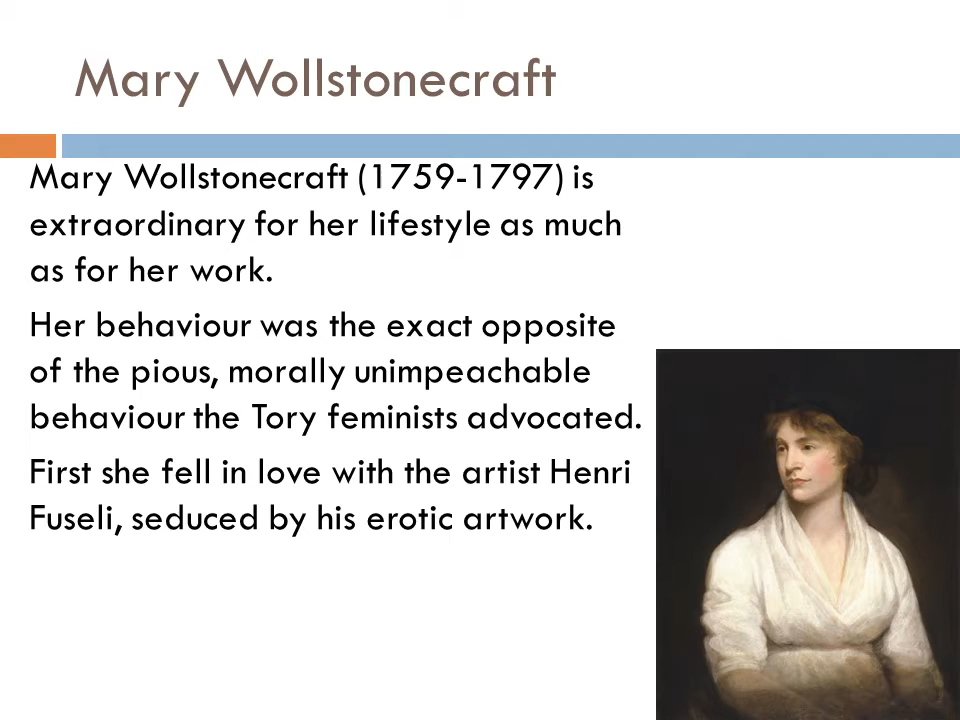 Mary Wollstonecraft
Mary Wollstonecraft (1759-1797) is
extraordinary for her lifestyle as much
as for her work.
Her behaviour was the exact opposite
of the pious, morally unimpeachable
behaviour the Tory feminists advocated.
First she fell in love with the artist Henri
Fuseli, seduced by his erotic artwork.